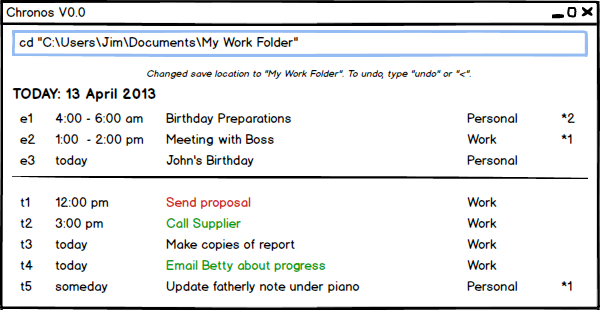 Chronos V0.0
cd "C:\Users\Jim\Documents\My Work Folder"
Changed save location to "My Work Folder". To undo, type "undo" or "<".
TODAY: 13 April 2013
e1 4:00 - 6:00 am Birthday Preparations Personal *2
e2 1:00 - 2:00 pm Meeting with Boss Work *1
e3 today John's Birthday Personal
t1 12:00 pm Send proposal Work
t2 3:00 pm Call Supplier Work
t3 today Make copies of report Work
t4 today Email Betty about progress Work
t5 someday Update fatherly note under piano Personal *1